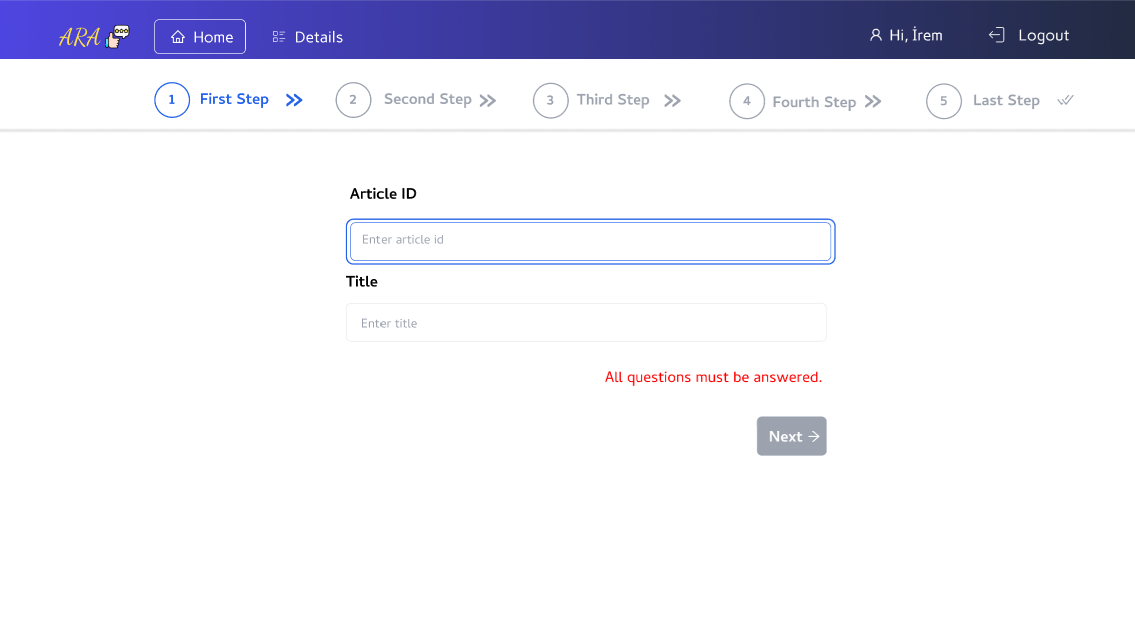 ARA Home Details Hi, İrem Logout
1 First Step 2 Second Step 3 Third Step 4 Fourth Step 5 Last Step
Article ID
Enter article id
Title
Enter title
All questions must be answered.
Next